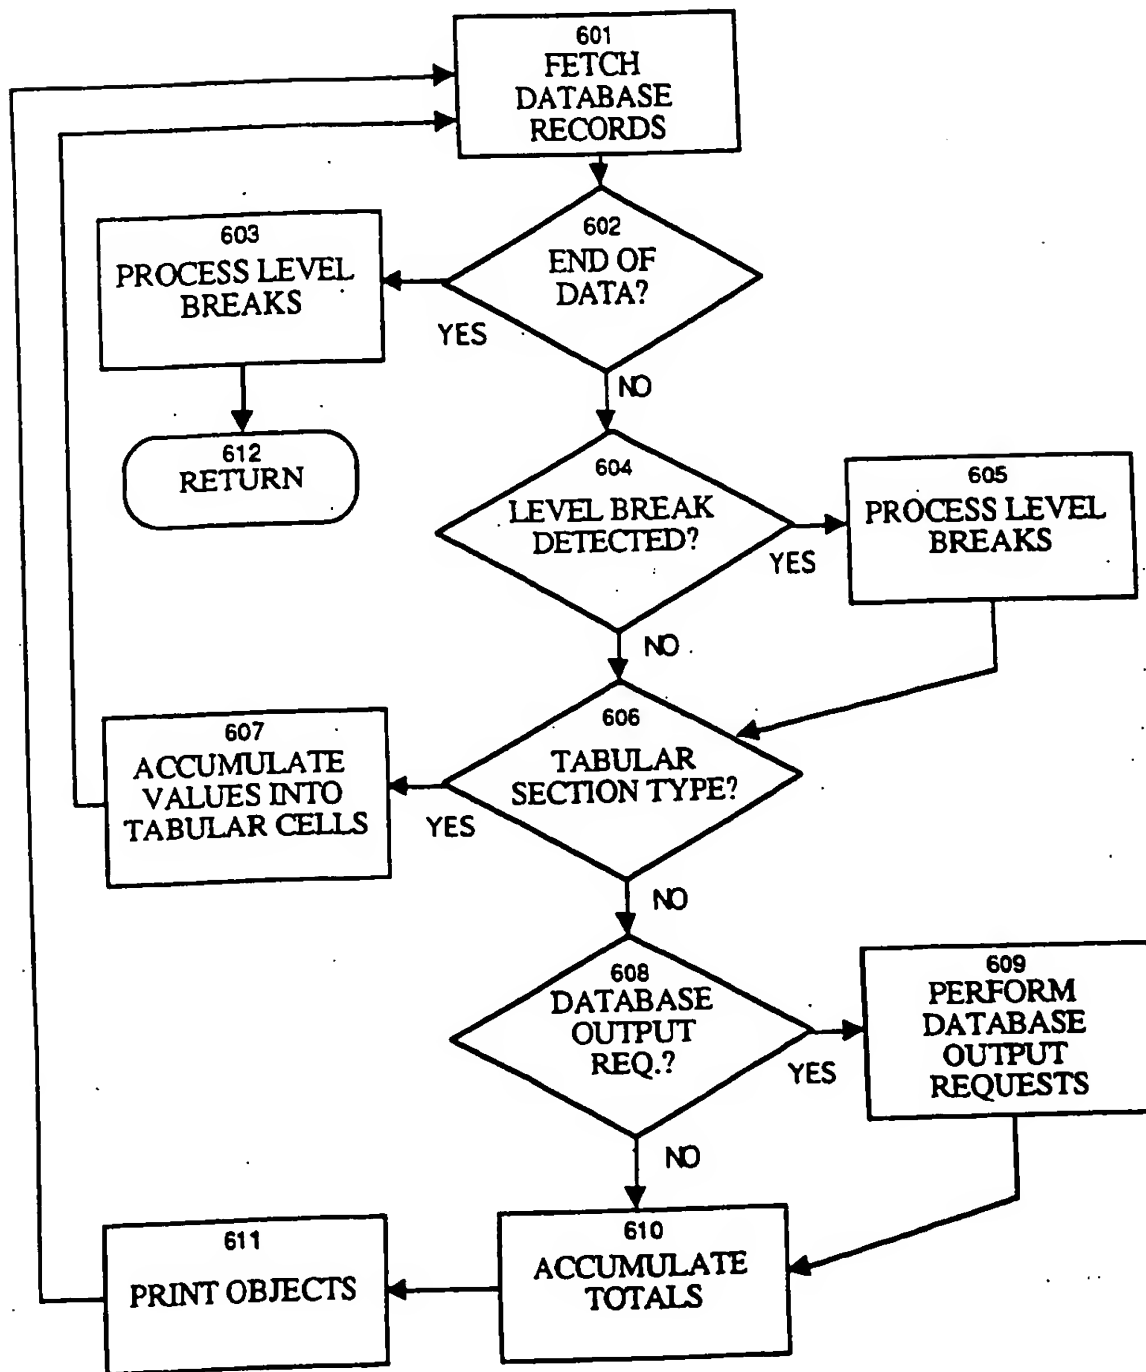 601
FETCH
DATABASE
RECORDS
602
END OF
DATA?
603
PROCESS LEVEL
BREAKS
YES
NO
612
RETURN
604
LEVEL BREAK
DETECTED?
605
PROCESS LEVEL
BREAKS
YES
NO
606
TABULAR
SECTION TYPE?
607
ACCUMULATE
VALUES INTO
TABULAR CELLS
YES
NO
608
DATABASE
OUTPUT
REQ.?
609
PERFORM
DATABASE
OUTPUT
REQUESTS
YES
NO
610
ACCUMULATE
TOTALS
611
PRINT OBJECTS